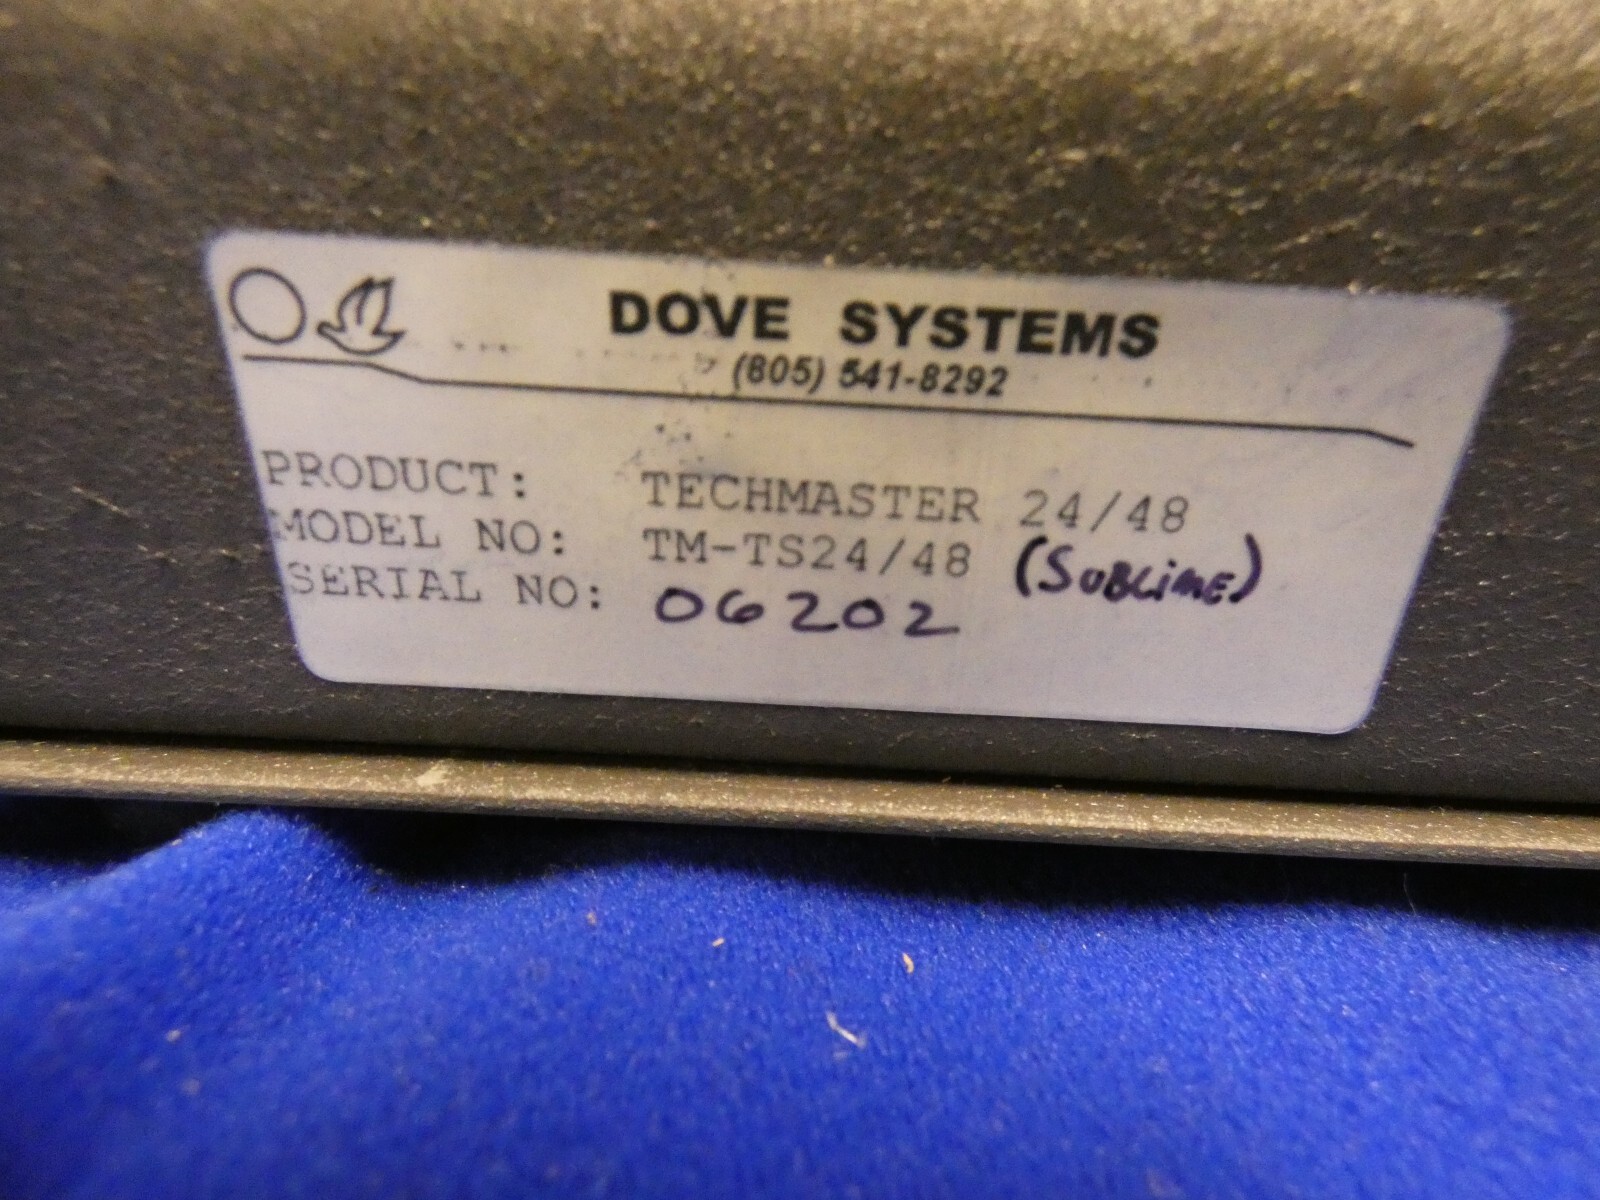 DOVE SYSTEMS
(805) 541-8292
PRODUCT: TECHMASTER 24/48
MODEL NO: TM-TS24/48 (SUBLiME)
SERIAL NO: 06202